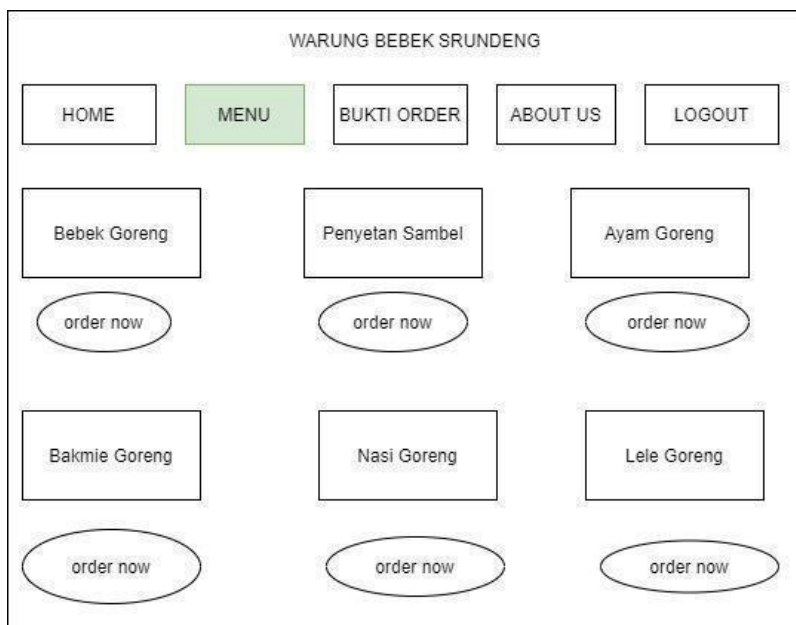 WARUNG BEBEK SRUNDENG
HOME
MENU
BUKTI ORDER
ABOUT US
LOGOUT
Bebek Goreng
Penyetan Sambel
Ayam Goreng
order now
order now
order now
Bakmie Goreng
Nasi Goreng
Lele Goreng
order now
order now
order now